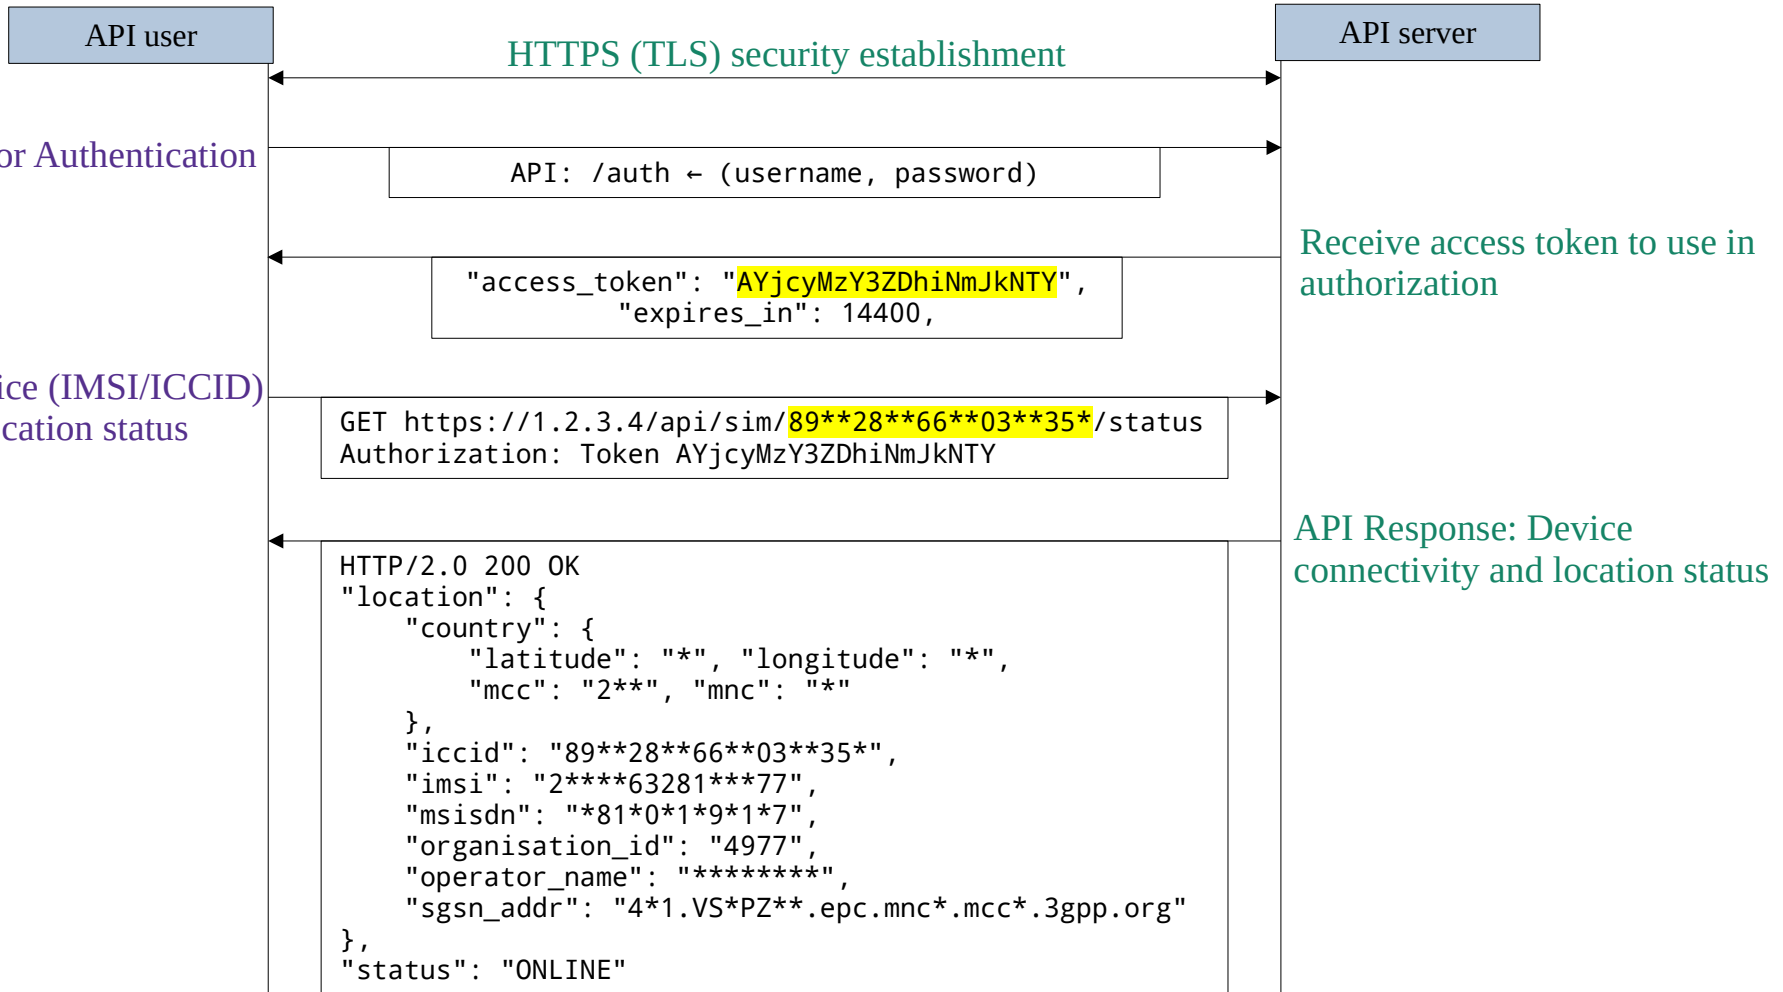 API user
API server
HTTPS (TLS) security establishment
or Authentication
API: /auth ← (username, password)
Receive access token to use in
authorization
"access_token": "AYjcyMzY3ZDhiNmJkNTY",
"expires_in": 14400,
ice (IMSI/ICCID)
cation status
GET https://1.2.3.4/api/sim/89**28**66**03**35*/status
Authorization: Token AYjcyMzY3ZDhiNmJkNTY
API Response: Device
connectivity and location status
HTTP/2.0 200 OK
"location": {
    "country": {
        "latitude": "*", "longitude": "*",
        "mcc": "2**", "mnc": "*"
    },
    "iccid": "89**28**66**03**35*",
    "imsi": "2****63281***77",
    "msisdn": "*81*0*1*9*1*7",
    "organisation_id": "4977",
    "operator_name": "********",
    "sgsn_addr": "4*1.VS*PZ**.epc.mnc*.mcc*.3gpp.org"
},
"status": "ONLINE"